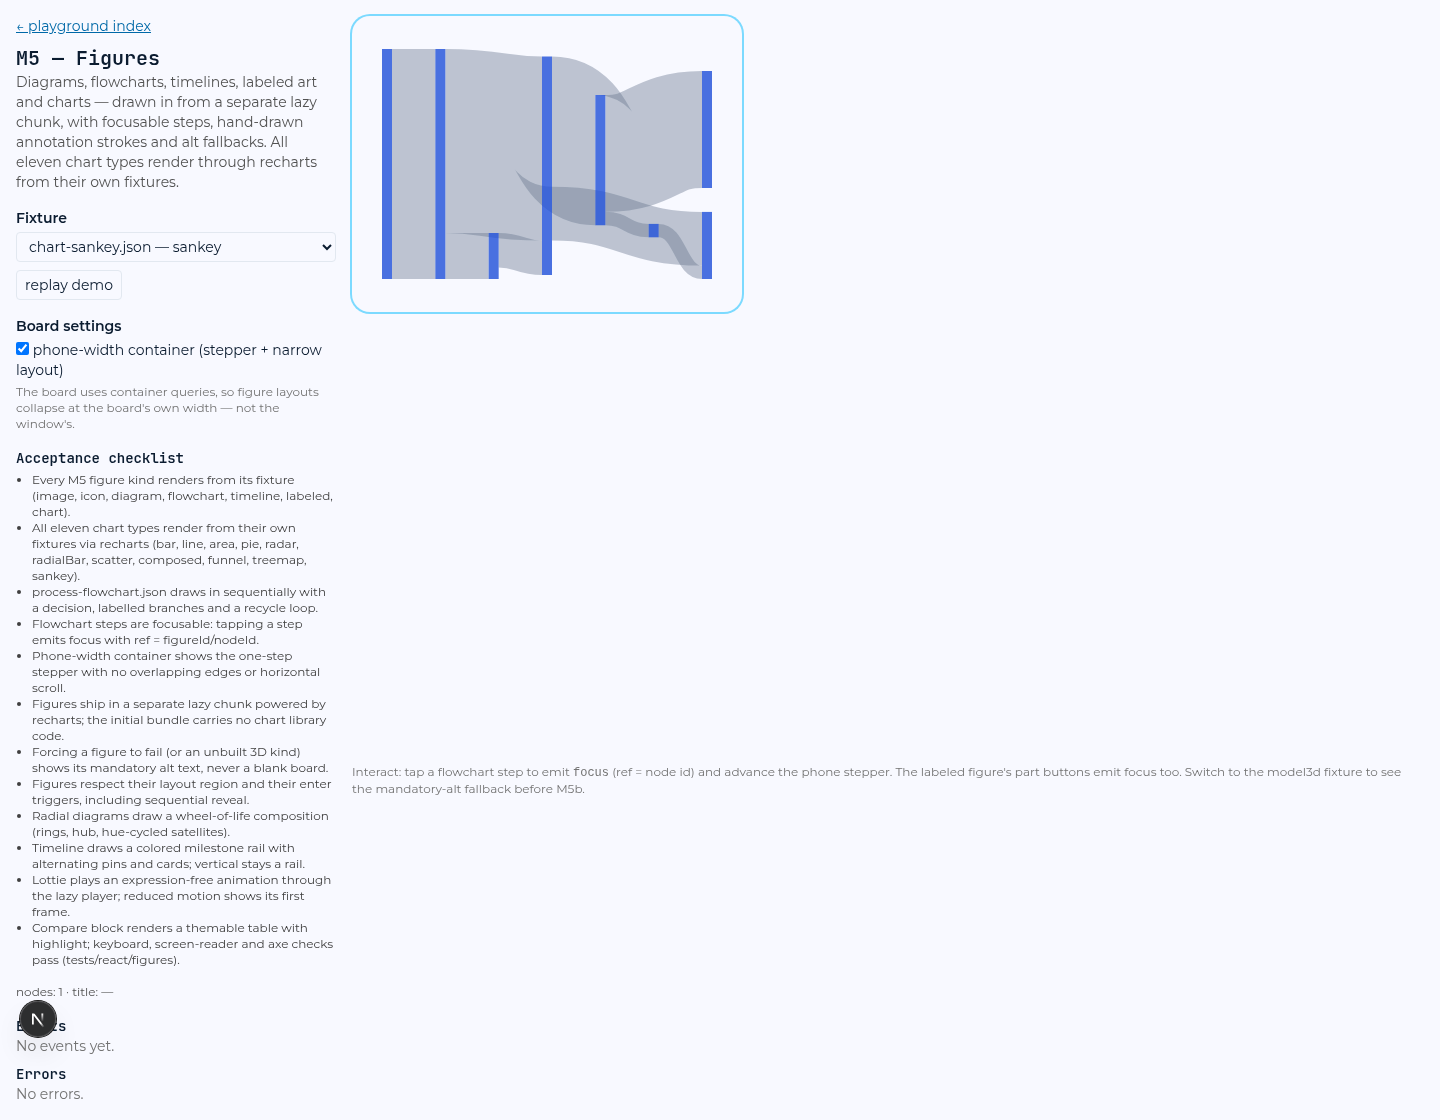 ← playground index
M5 — Figures
Diagrams, flowcharts, timelines, labeled art
and charts — drawn in from a separate lazy
chunk, with focusable steps, hand-drawn
annotation strokes and alt fallbacks. All
eleven chart types render through recharts
from their own fixtures.
Fixture
chart-sankey.json — sankey
replay demo
Board settings
phone-width container (stepper + narrow
layout)
The board uses container queries, so figure layouts
collapse at the board's own width — not the
window's.
Acceptance checklist
• Every M5 figure kind renders from its fixture
(image, icon, diagram, flowchart, timeline, labeled,
chart).
• All eleven chart types render from their own
fixtures via recharts (bar, line, area, pie, radar,
radialBar, scatter, composed, funnel, treemap,
sankey).
• process-flowchart.json draws in sequentially with
a decision, labelled branches and a recycle loop.
• Flowchart steps are focusable: tapping a step
emits focus with ref = figureId/nodeId.
• Phone-width container shows the one-step
stepper with no overlapping edges or horizontal
scroll.
• Figures ship in a separate lazy chunk powered by
recharts; the initial bundle carries no chart library
code.
• Forcing a figure to fail (or an unbuilt 3D kind)
shows its mandatory alt text, never a blank board.
• Figures respect their layout region and their enter
triggers, including sequential reveal.
• Radial diagrams draw a wheel-of-life composition
(rings, hub, hue-cycled satellites).
• Timeline draws a colored milestone rail with
alternating pins and cards; vertical stays a rail.
• Lottie plays an expression-free animation through
the lazy player; reduced motion shows its first
frame.
• Compare block renders a themable table with
highlight; keyboard, screen-reader and axe checks
pass (tests/react/figures).
nodes: 1 · title: —
N
No events yet.
Errors
No errors.
Interact: tap a flowchart step to emit focus (ref = node id) and advance the phone stepper. The labeled figure's part buttons emit focus too. Switch to the model3d fixture to see
the mandatory-alt fallback before M5b.